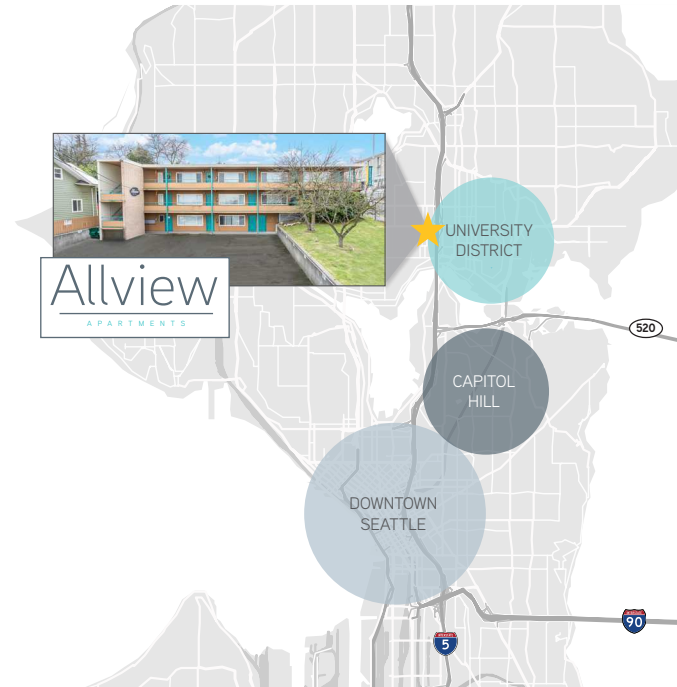 UNIVERSITY
DISTRICT
Allview
APARTMENTS
520
CAPITOL
HILL
DOWNTOWN
SEATTLE
90
5